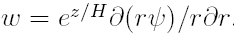 w = e^{z/H} ∂(rψ)/r∂r.